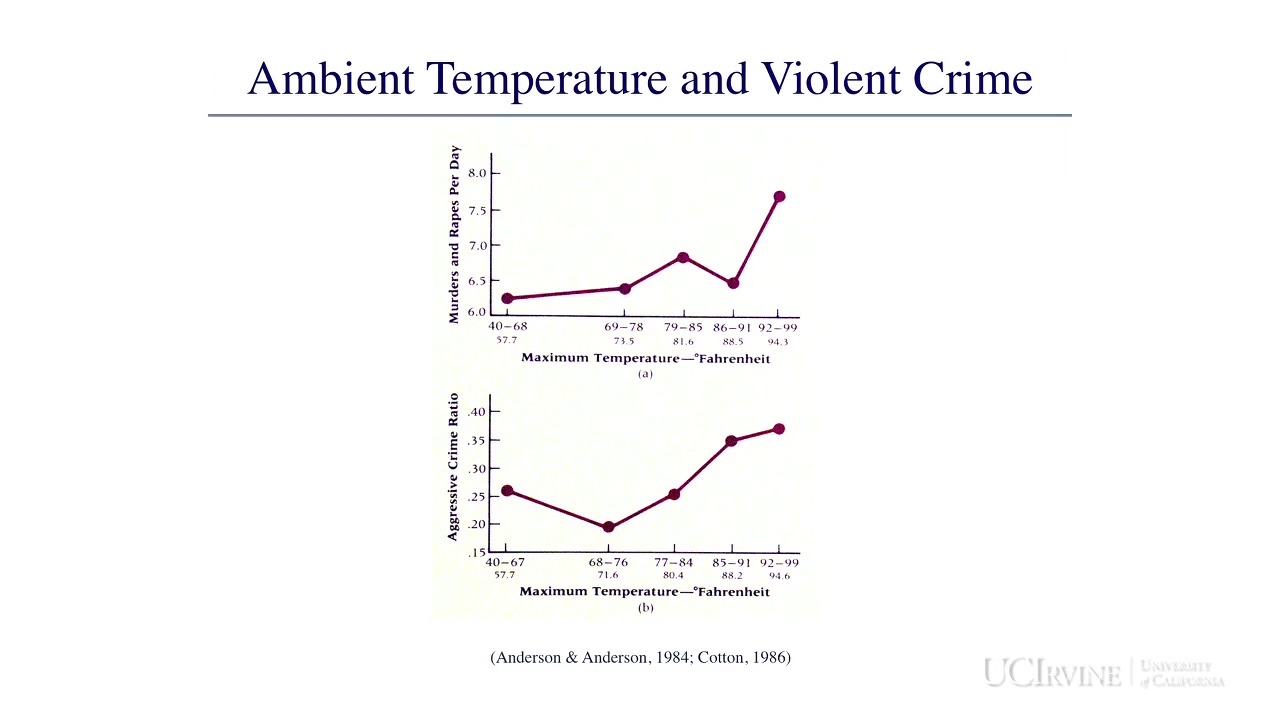 Ambient Temperature and Violent Crime
Murders and Rapes Per Day
8.0
7.5
7.0
6.5
6.0
40–68 69–78 79–85 86–91 92–99
57.7 73.5 81.6 88.5 94.3
Maximum Temperature—°Fahrenheit
(a)
Aggressive Crime Ratio
.40
.35
.30
.25
.20
.15
40–67 68–76 77–84 85–91 92–99
57.7 71.6 80.4 88.2 94.6
Maximum Temperature—°Fahrenheit
(b)
(Anderson & Anderson, 1984; Cotton, 1986)
UCIRVINE
UNIVERSITY
of CALIFORNIA